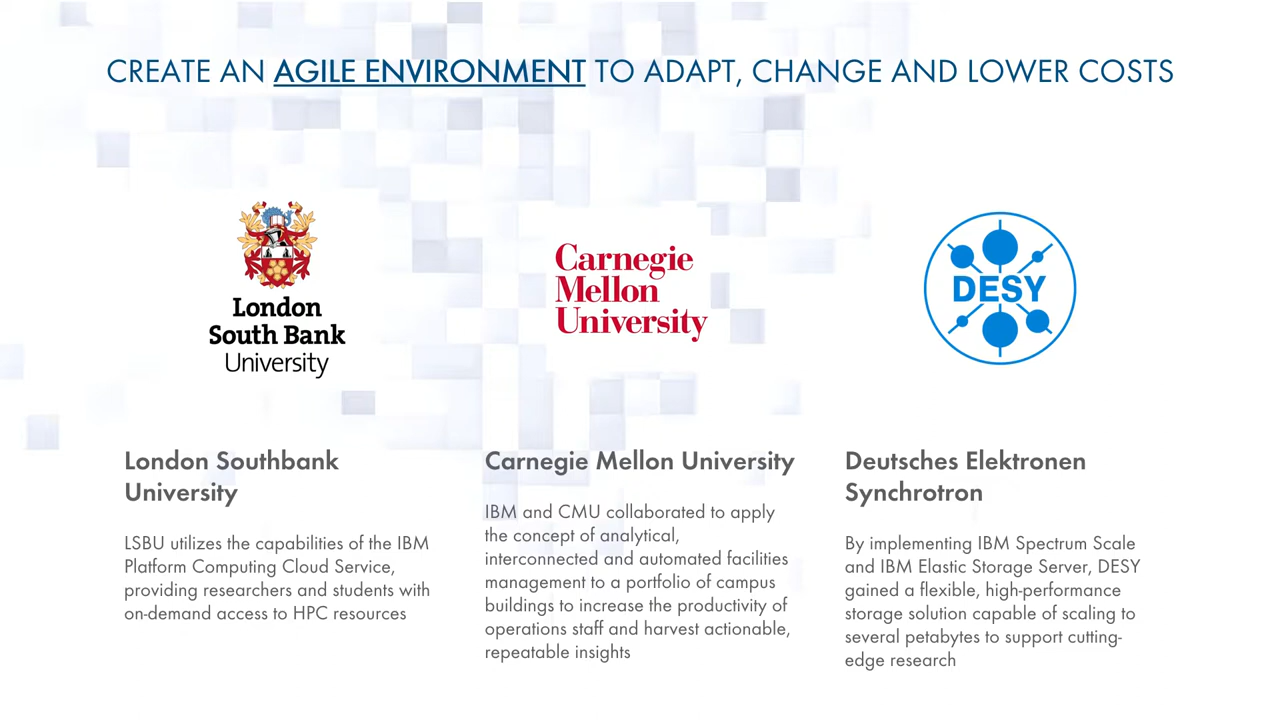 CREATE AN AGILE ENVIRONMENT TO ADAPT, CHANGE AND LOWER COSTS
London
South Bank
University
Carnegie
Mellon
University
DESY
London Southbank
University
LSBU utilizes the capabilities of the IBM
Platform Computing Cloud Service,
providing researchers and students with
on-demand access to HPC resources
Carnegie Mellon University
IBM and CMU collaborated to apply
the concept of analytical,
interconnected and automated facilities
management to a portfolio of campus
buildings to increase the productivity of
operations staff and harvest actionable,
repeatable insights
Deutsches Elektronen
Synchrotron
By implementing IBM Spectrum Scale
and IBM Elastic Storage Server, DESY
gained a flexible, high-performance
storage solution capable of scaling to
several petabytes to support cutting-
edge research